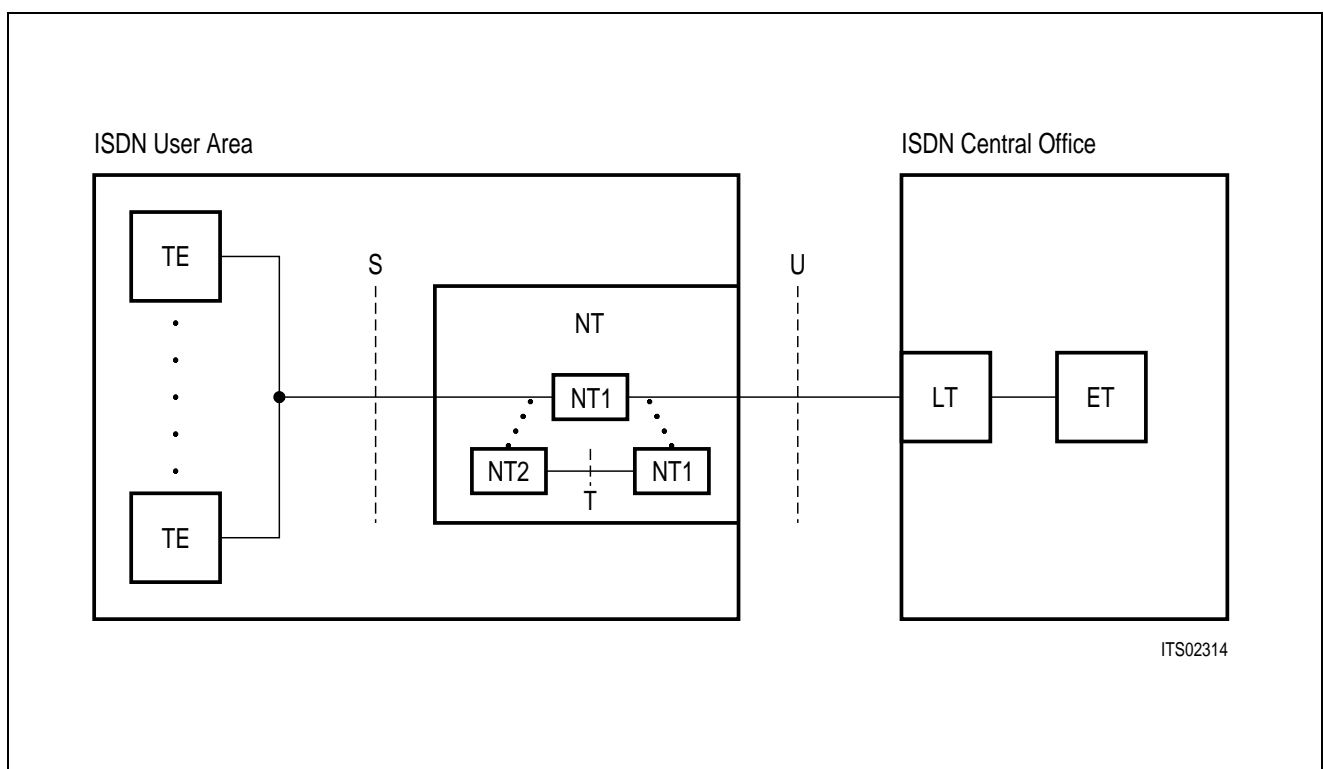 ISDN User Area
ISDN Central Office
TE
S
U
NT
NT1
LT
ET
NT2
NT1
T
TE
ITS02314